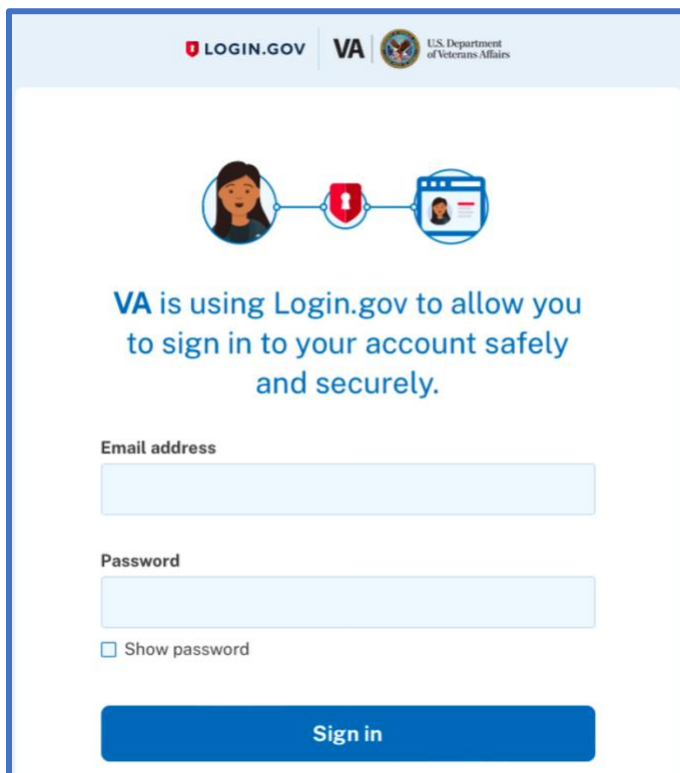 LOGIN.GOV VA U.S. Department
of Veterans Affairs
VA is using Login.gov to allow you
to sign in to your account safely
and securely.
Email address
Password
Show password
Sign in